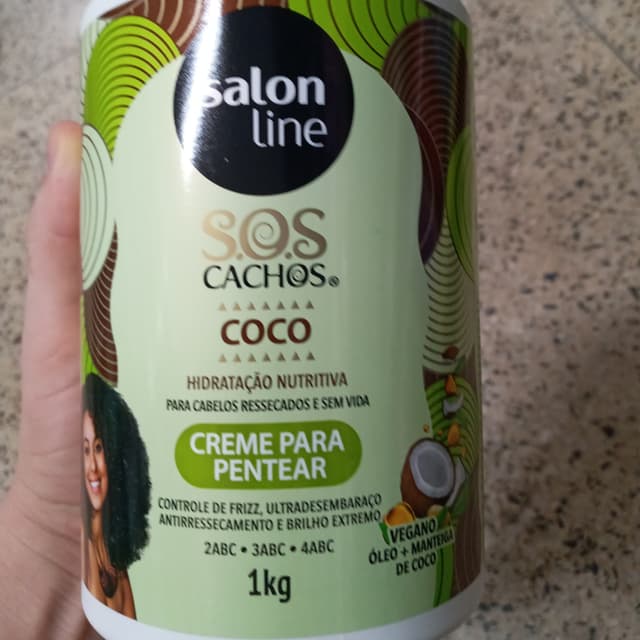 salon
line
S.O.S
CACHOS®
COCO
HIDRATAÇÃO NUTRITIVA
PARA CABELOS RESSECADOS E SEM VIDA
CREME PARA
PENTEAR
CONTROLE DE FRIZZ, ULTRADESEMBARAÇO
ANTIRRESSECAMENTO E BRILHO EXTREMO
2ABC • 3ABC • 4ABC
1kg
VEGANO
ÓLEO + MANTEIGA
DE COCO